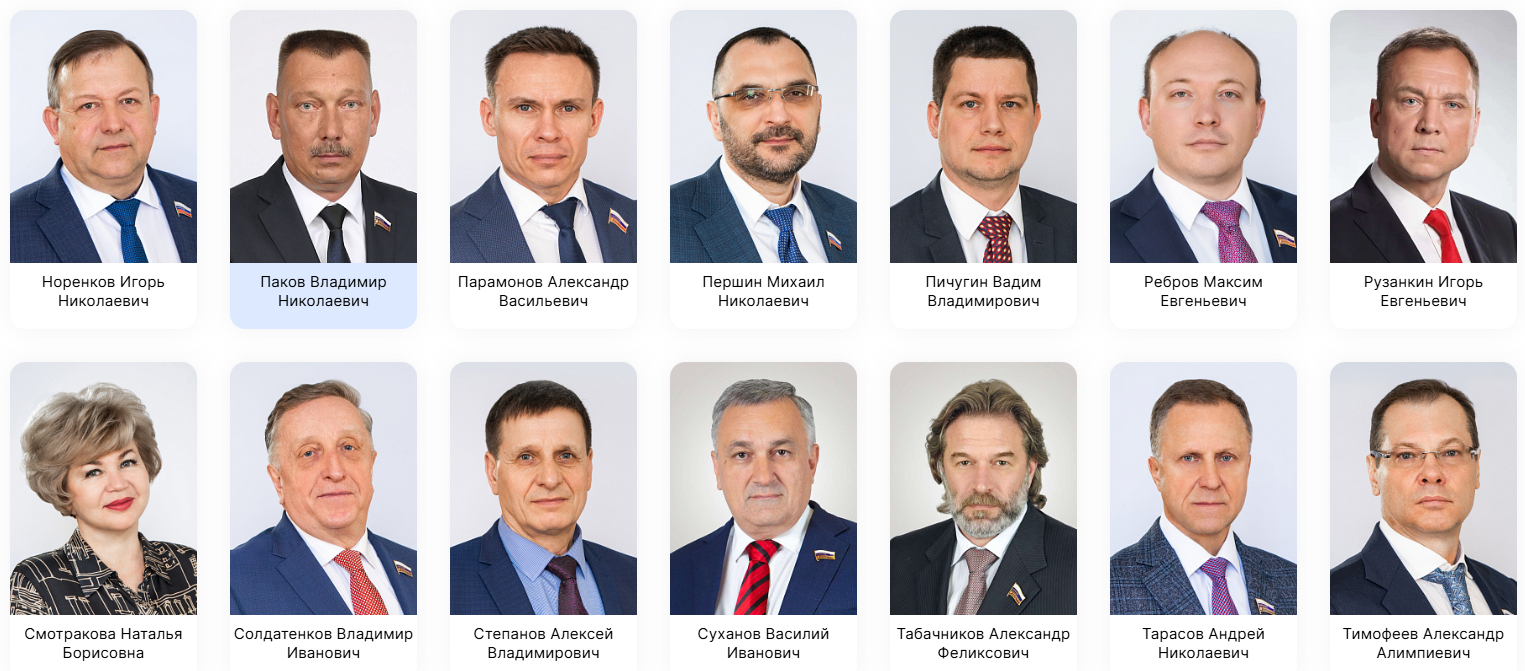 Норенков Игорь
Николаевич
Паков Владимир
Николаевич
Парамонов Александр
Васильевич
Першин Михаил
Николаевич
Пичугин Вадим
Владимирович
Ребров Максим
Евгеньевич
Рузанкин Игорь
Евгеньевич
Смотракова Наталья
Борисовна
Солдатенков Владимир
Иванович
Степанов Алексей
Владимирович
Суханов Василий
Иванович
Табачников Александр
Феликсович
Тарасов Андрей
Николаевич
Тимофеев Александр
Алимпиевич